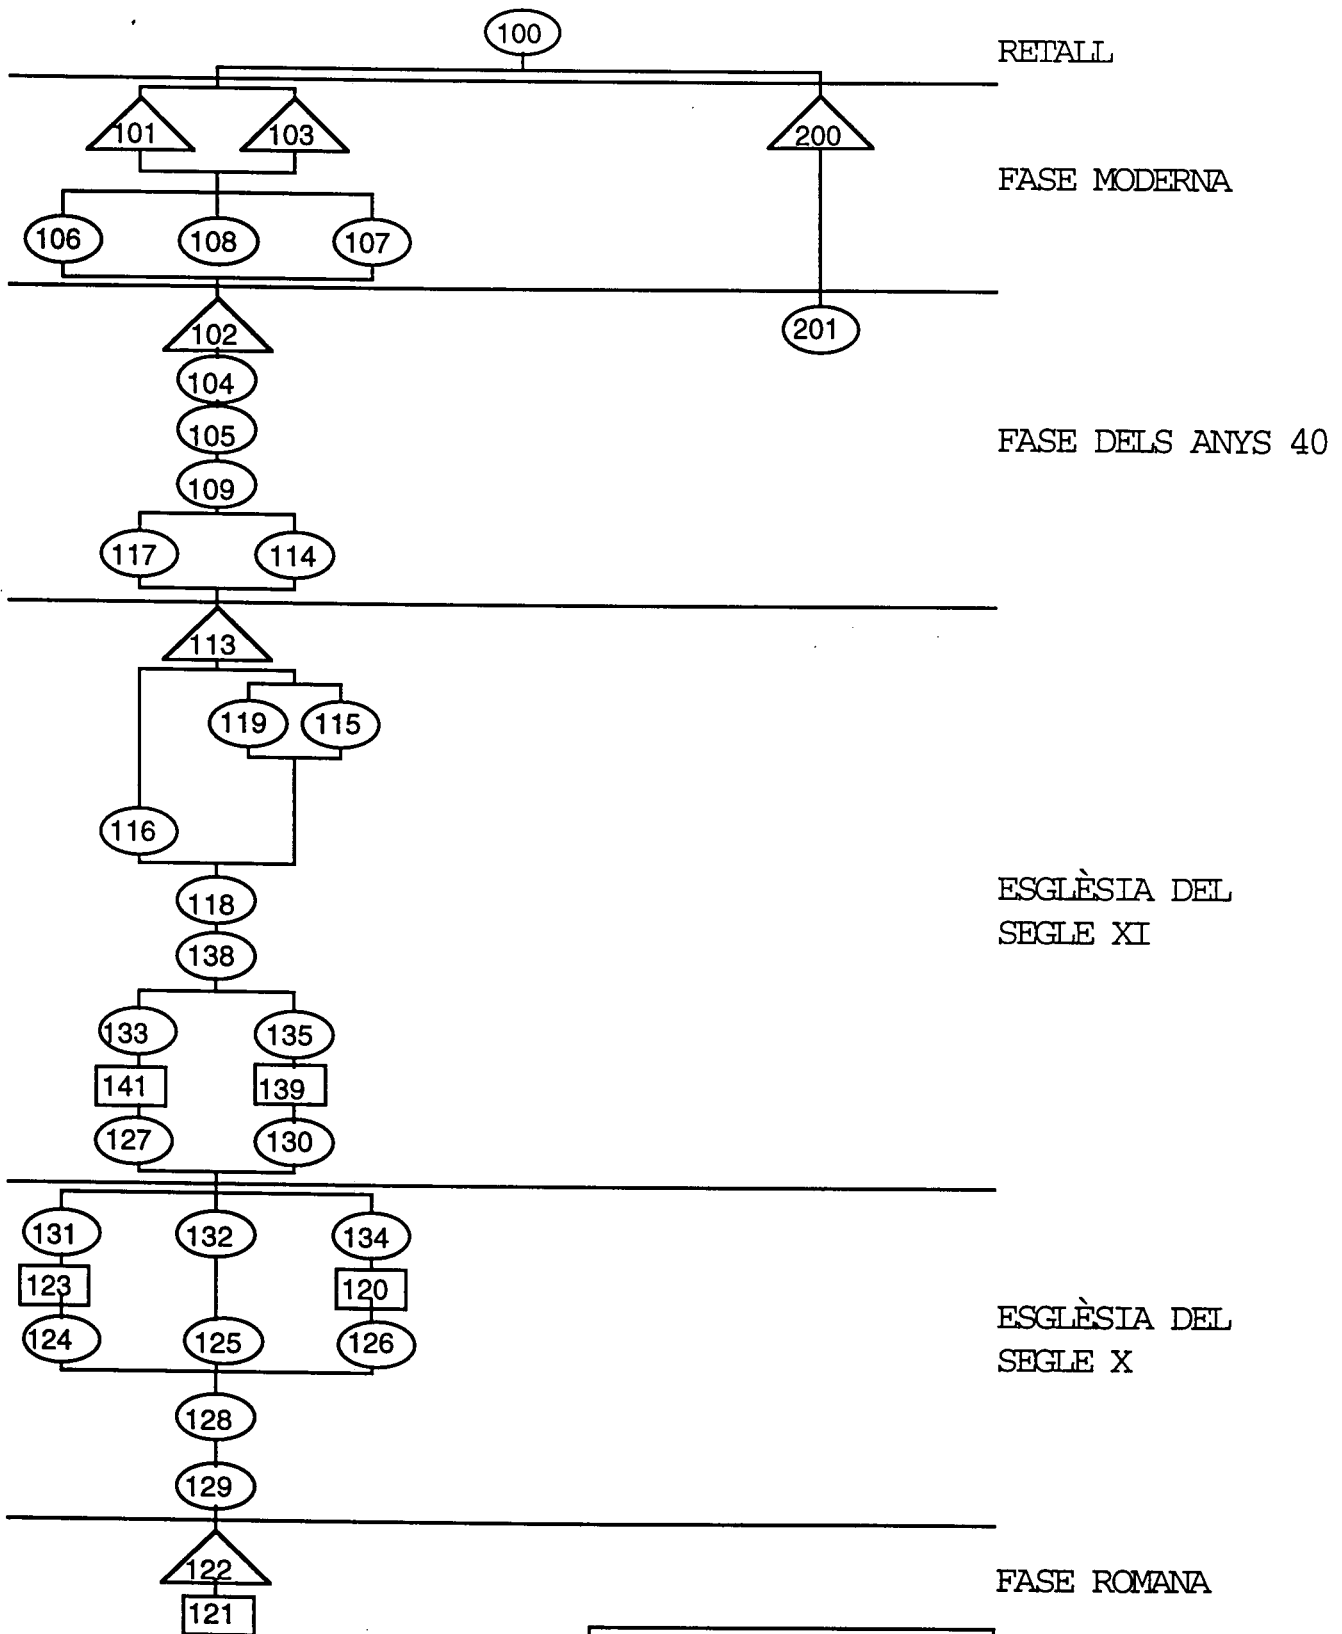 100
RETALL
101 103 200
FASE MODERNA
106 108 107
102 201
104
105
109
FASE DELS ANYS 40
117 114
113
119 115
116
118
138
ESGLÈSIA DEL
SEGLE XI
133 135
141 139
127 130
131 132 134
123 120
124 125 126
ESGLÈSIA DEL
SEGLE X
128
129
122
121
FASE ROMANA